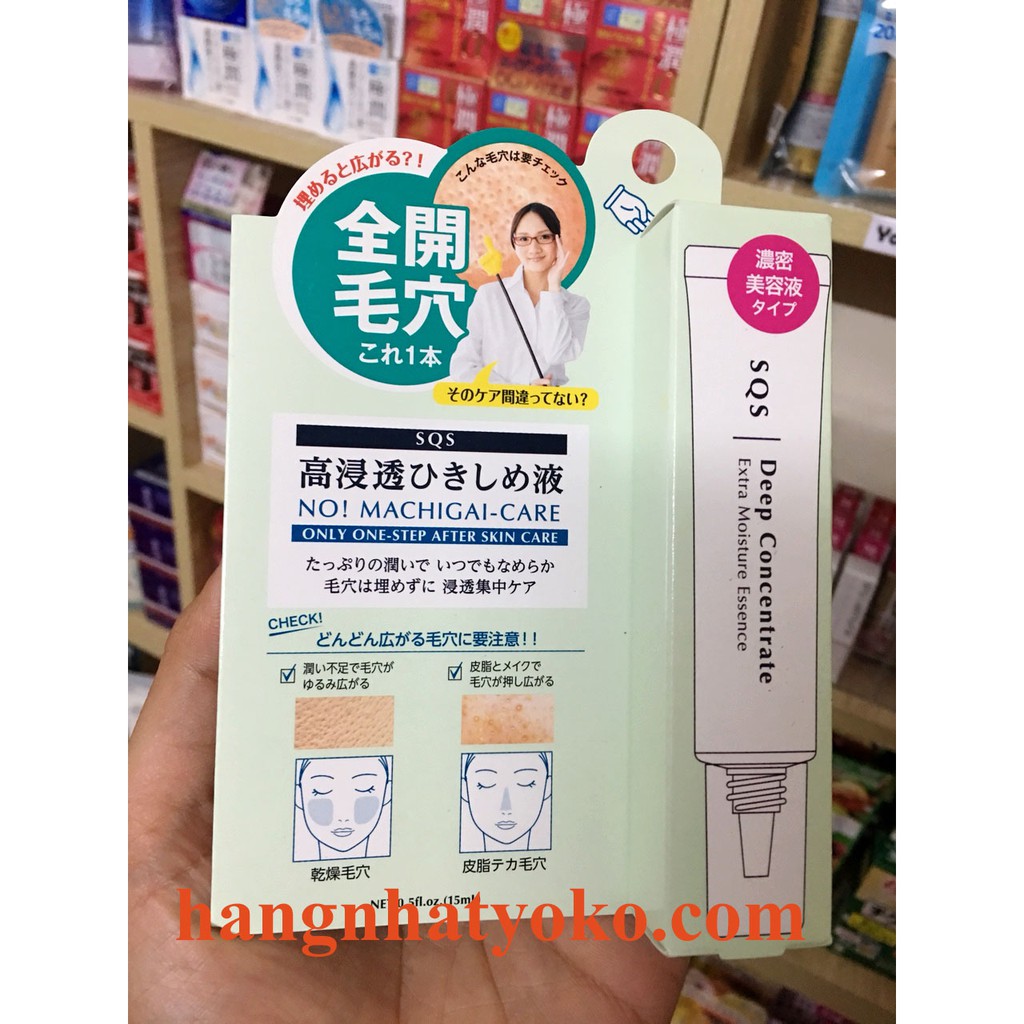 埋めると広がる?!
こんな毛穴は要チェック
全開
毛穴
これ1本
そのケア間違ってない?
SQS
高浸透ひきしめ液
NO! MACHIGAI-CARE
ONLY ONE-STEP AFTER SKIN CARE
たっぷりの潤いで いつでもなめらか
毛穴は埋めずに 浸透集中ケア
CHECK!
どんどん広がる毛穴に要注意!!
潤い不足で毛穴が
ゆるみ広がる
皮脂とメイクで
毛穴が押し広がる
乾燥毛穴
皮脂テカ毛穴
NET 0.5fl.oz.(15ml
濃密
美容液
タイプ
SQS
Deep Concentrate
Extra Moisture Essence
極潤
hangnhatyoko.com